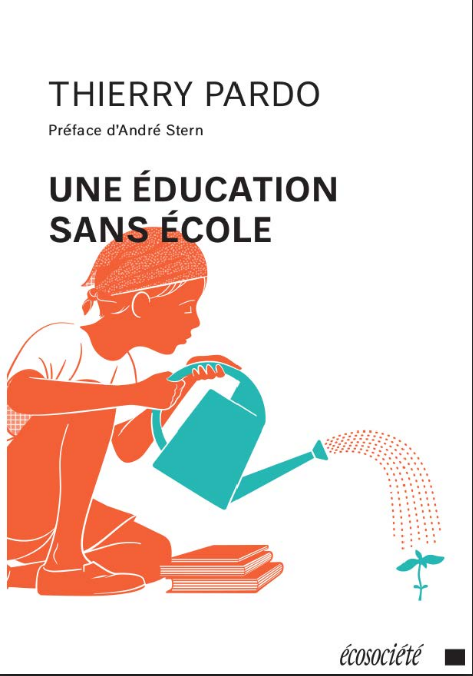 THIERRY PARDO
Préface d'André Stern
UNE ÉDUCATION
SANS ÉCOLE
écosociété